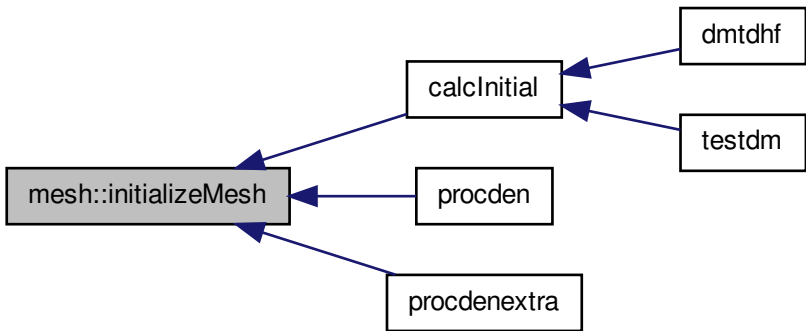 dmtdhf
calcInitial
testdm
mesh::initializeMesh
procden
procdenextra